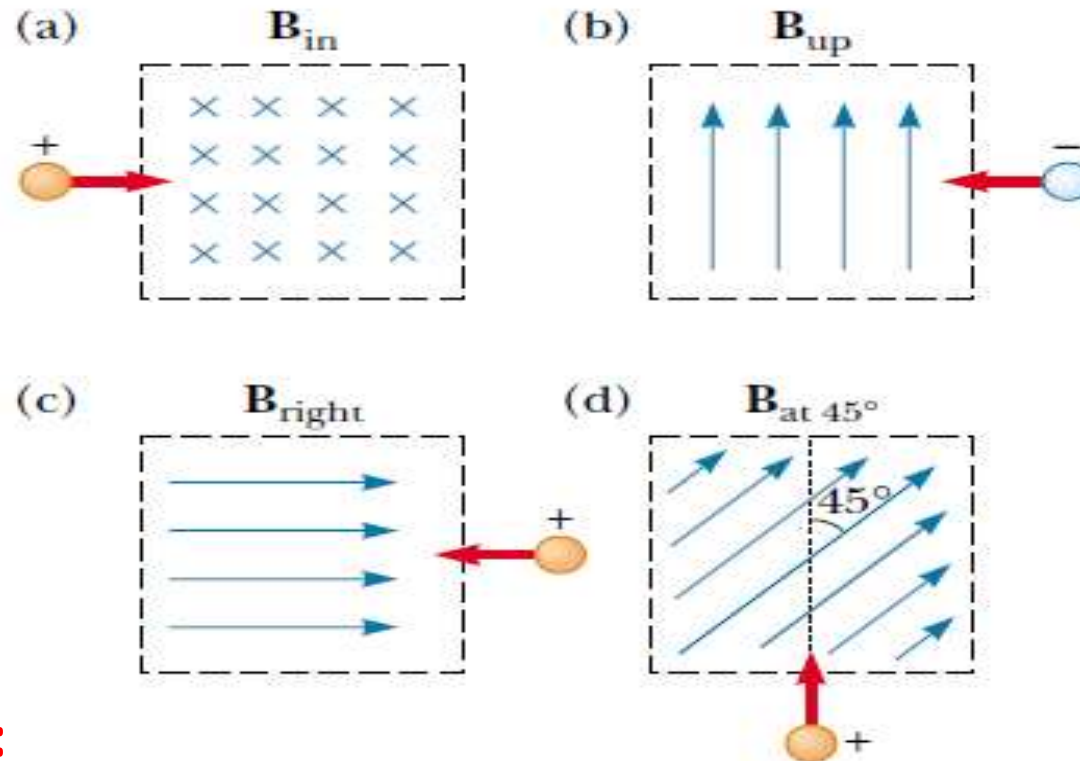 (a) B_in (b) B_up
+ −
(c) B_right (d) B_at 45°
45°
+
+
: